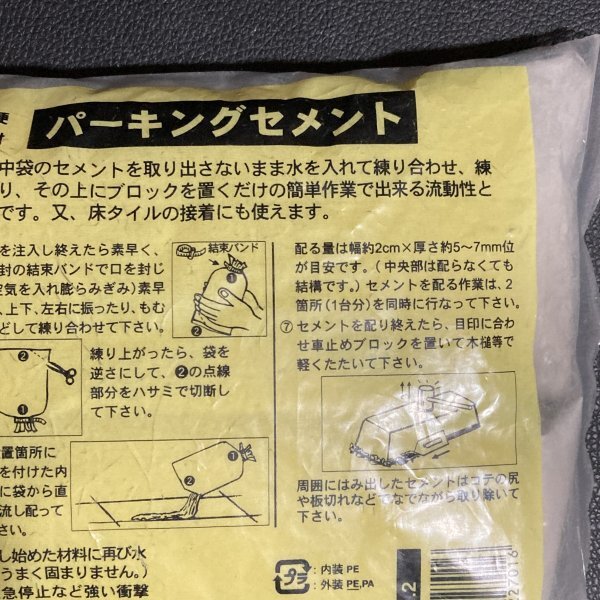 便
パーキングセメント
中袋のセメントを取り出さないまま水を入れて練り合わせ、練
り、その上にブロックを置くだけの簡単作業で出来る流動性と
です。又、床タイルの接着にも使えます。
を注入し終えたら素早く、
封の結束バンドで口を封じ
空気を入れ膨らみぎみ)素早
、上下、左右に振ったり、もむ
どして練り合わせて下さい。
結束バンド
❶
❷
❷
❶
練り上がったら、袋を
逆さにして、❷の点線
部分をハサミで切断し
て下さい。
置箇所に
を付けた内
に袋から直
流し配って
さい。
❶
❷
し始めた材料に再び水
うまく固まりません。)
急停止など強い衝撃
配る量は幅約2cm×厚さ約5〜7mm位
が目安です。(中央部は配らなくても
結構です。)セメントを配る作業は、2
箇所(1台分)を同時に行なって下さい。
⑦ セメントを配り終えたら、目印に合わ
せ車止めブロックを置いて木槌等で
軽くたたいて下さい。
周囲にはみ出したセメントはコテの尻
や板切れなどでなでながら取り除いて
下さい。
プラ
:内装 PE
:外装 PE,PA
.2